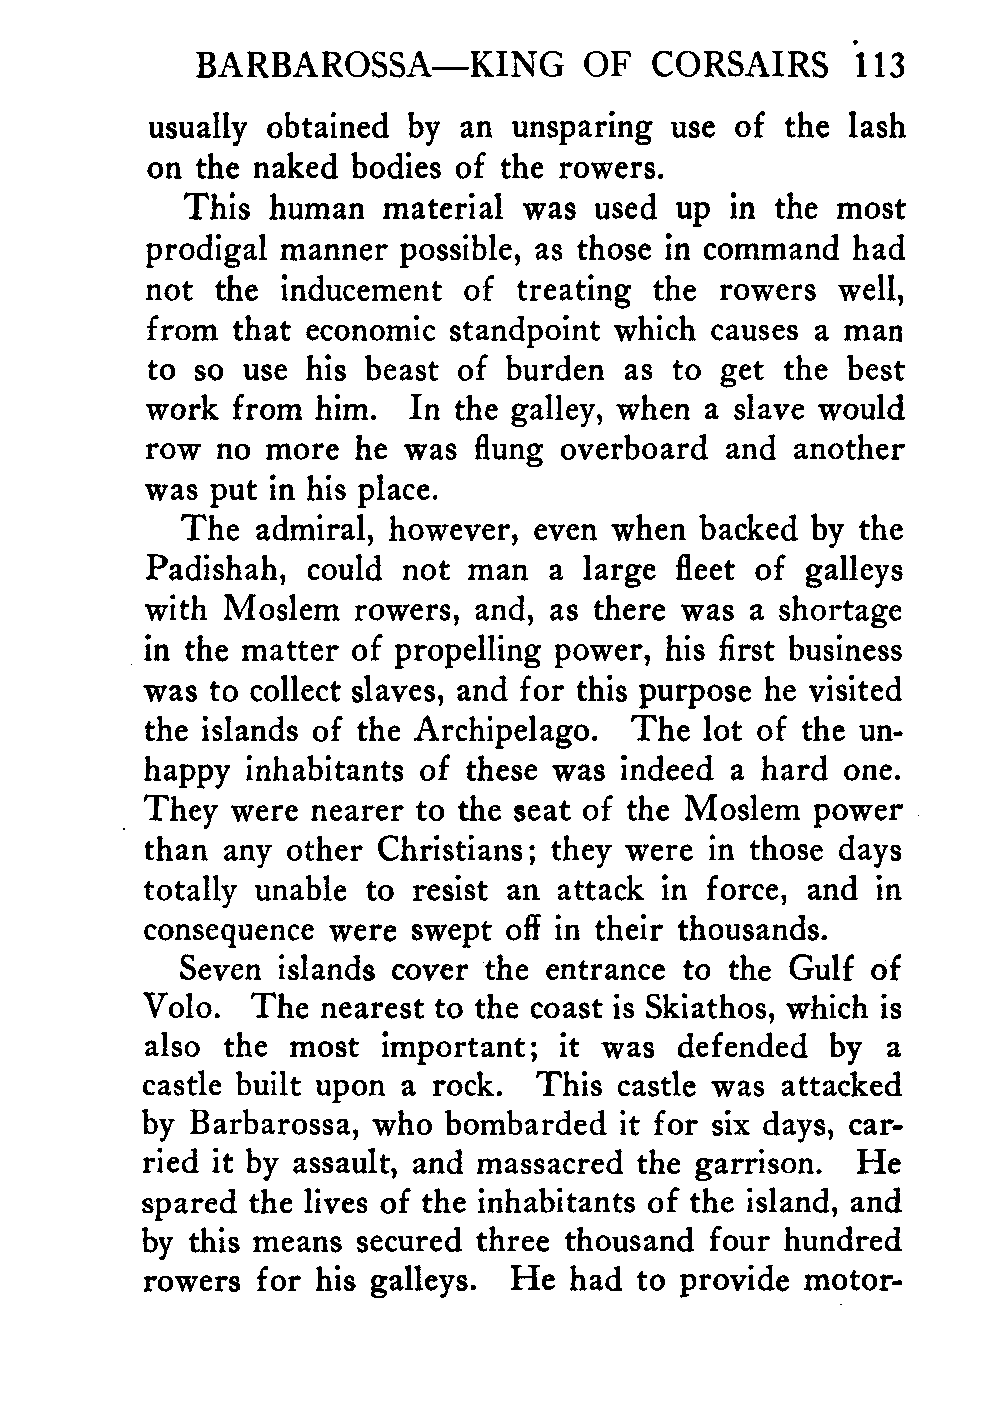 BARBAROSSA—KING OF CORSAIRS 113
usually obtained by an unsparing use of the lash
on the naked bodies of the rowers.
This human material was used up in the most
prodigal manner possible, as those in command had
not the inducement of treating the rowers well,
from that economic standpoint which causes a man
to so use his beast of burden as to get the best
work from him. In the galley, when a slave would
row no more he was flung overboard and another
was put in his place.
The admiral, however, even when backed by the
Padishah, could not man a large fleet of galleys
with Moslem rowers, and, as there was a shortage
in the matter of propelling power, his first business
was to collect slaves, and for this purpose he visited
the islands of the Archipelago. The lot of the un-
happy inhabitants of these was indeed a hard one.
They were nearer to the seat of the Moslem power
than any other Christians; they were in those days
totally unable to resist an attack in force, and in
consequence were swept off in their thousands.
Seven islands cover the entrance to the Gulf of
Volo. The nearest to the coast is Skiathos, which is
also the most important; it was defended by a
castle built upon a rock. This castle was attacked
by Barbarossa, who bombarded it for six days, car-
ried it by assault, and massacred the garrison. He
spared the lives of the inhabitants of the island, and
by this means secured three thousand four hundred
rowers for his galleys. He had to provide motor-